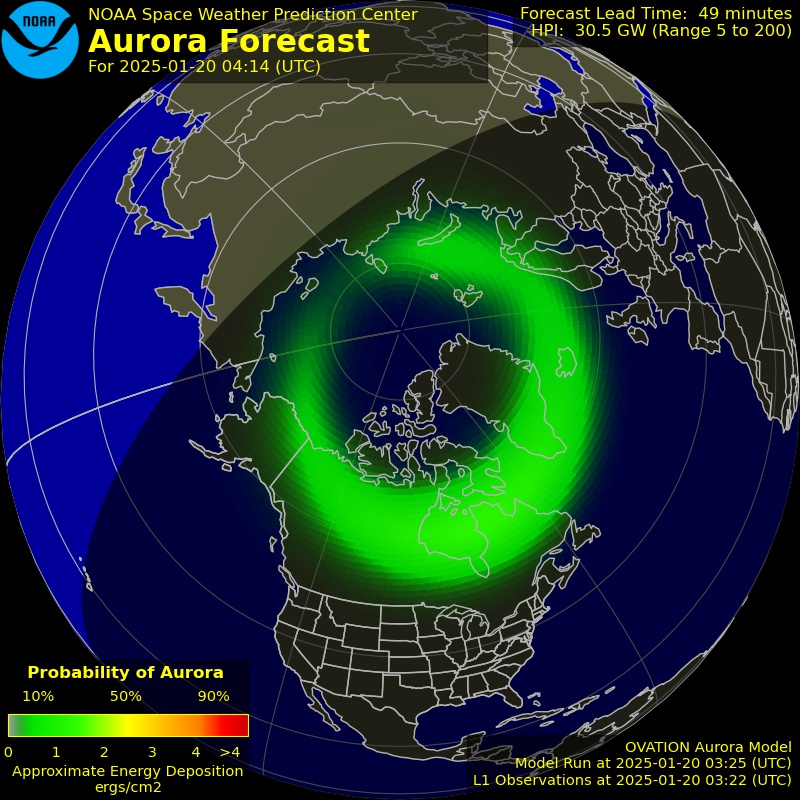 NOAA
NOAA Space Weather Prediction Center
Aurora Forecast
For 2025-01-20 04:14 (UTC)
Forecast Lead Time: 49 minutes
HPI: 30.5 GW (Range 5 to 200)
Probability of Aurora
10% 50% 90%
0 1 2 3 4 >4
Approximate Energy Deposition
ergs/cm2
OVATION Aurora Model
Model Run at 2025-01-20 03:25 (UTC)
L1 Observations at 2025-01-20 03:22 (UTC)